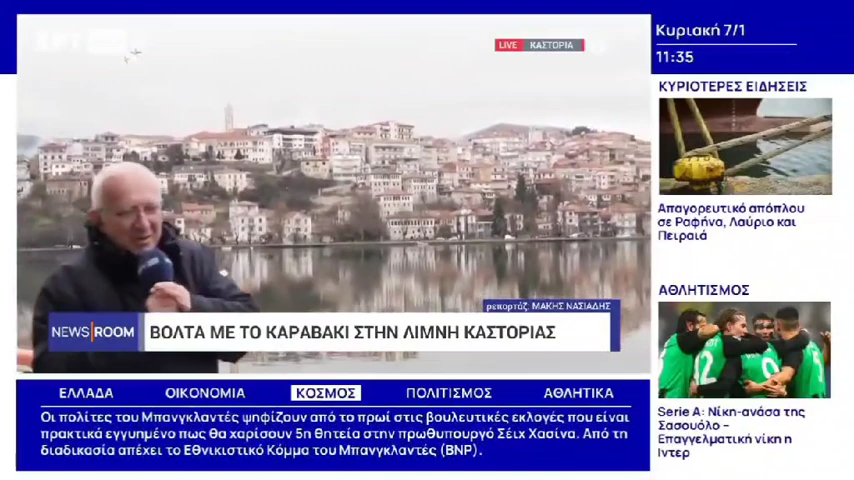 ΕΡΤ NEWS
LIVE ΚΑΣΤΟΡΙΑ
Κυριακή 7/1
11:35
ΚΥΡΙΟΤΕΡΕΣ ΕΙΔΗΣΕΙΣ
Απαγορευτικό απόπλου
σε Ραφήνα, Λαύριο και
Πειραιά
ΑΘΛΗΤΙΣΜΟΣ
Serie A: Νίκη-ανάσα της
Σασουόλο –
Επαγγελματική νίκη η
Ίντερ
ρεπορτάζ: ΜΑΚΗΣ ΝΑΣΙΑΔΗΣ
NEWSROOM
ΒΟΛΤΑ ΜΕ ΤΟ ΚΑΡΑΒΑΚΙ ΣΤΗΝ ΛΙΜΝΗ ΚΑΣΤΟΡΙΑΣ
ΕΛΛΑΔΑ ΟΙΚΟΝΟΜΙΑ ΚΟΣΜΟΣ ΠΟΛΙΤΙΣΜΟΣ ΑΘΛΗΤΙΚΑ
Οι πολίτες του Μπανγκλαντές ψηφίζουν από το πρωί στις βουλευτικές εκλογές που είναι
πρακτικά εγγυημένο πως θα χαρίσουν 5η θητεία στην πρωθυπουργό Σέιχ Χασίνα. Από τη
διαδικασία απέχει το Εθνικιστικό Κόμμα του Μπανγκλαντές (BNP).